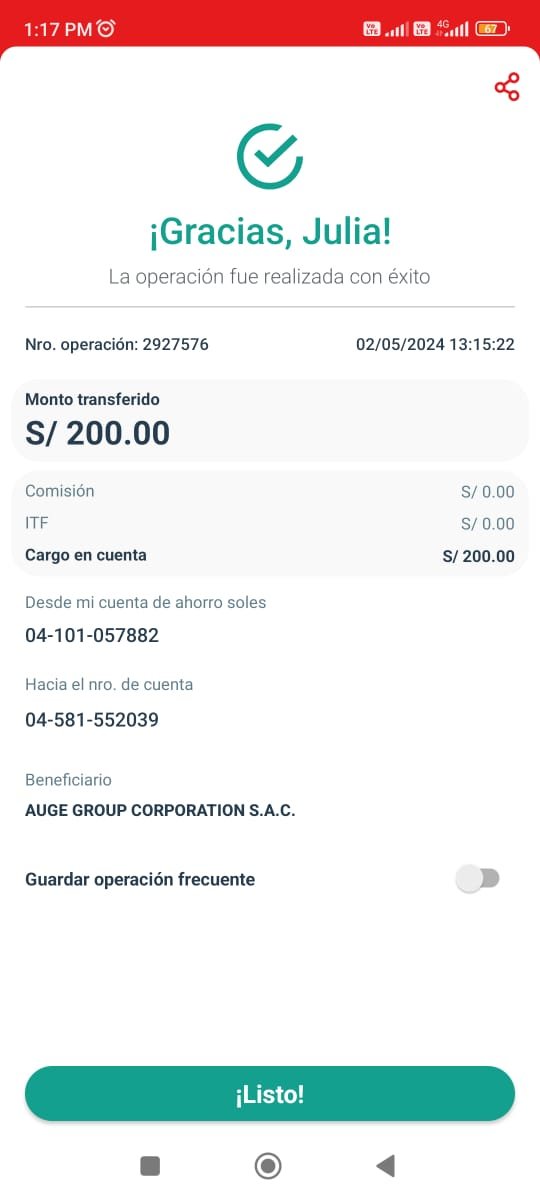 1:17 PM
Vo LTE Vo LTE 4G 67
¡Gracias, Julia!
La operación fue realizada con éxito
Nro. operación: 2927576 02/05/2024 13:15:22
Monto transferido
S/ 200.00
Comisión S/ 0.00
ITF S/ 0.00
Cargo en cuenta S/ 200.00
Desde mi cuenta de ahorro soles
04-101-057882
Hacia el nro. de cuenta
04-581-552039
Beneficiario
AUGE GROUP CORPORATION S.A.C.
Guardar operación frecuente
¡Listo!